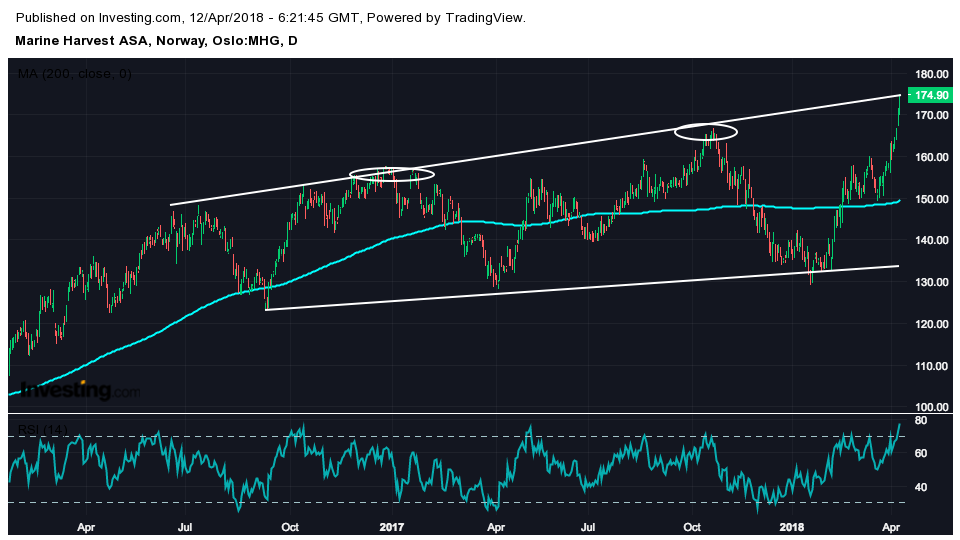 Published on Investing.com, 12/Apr/2018 - 6:21:45 GMT, Powered by TradingView.
Marine Harvest ASA, Norway, Oslo:MHG, D
MA (200, close, 0)
180.00
174.90
170.00
160.00
150.00
140.00
130.00
120.00
110.00
100.00
Investing.com
RSI (14)
80
60
40
Apr Jul Oct 2017 Apr Jul Oct 2018 Apr